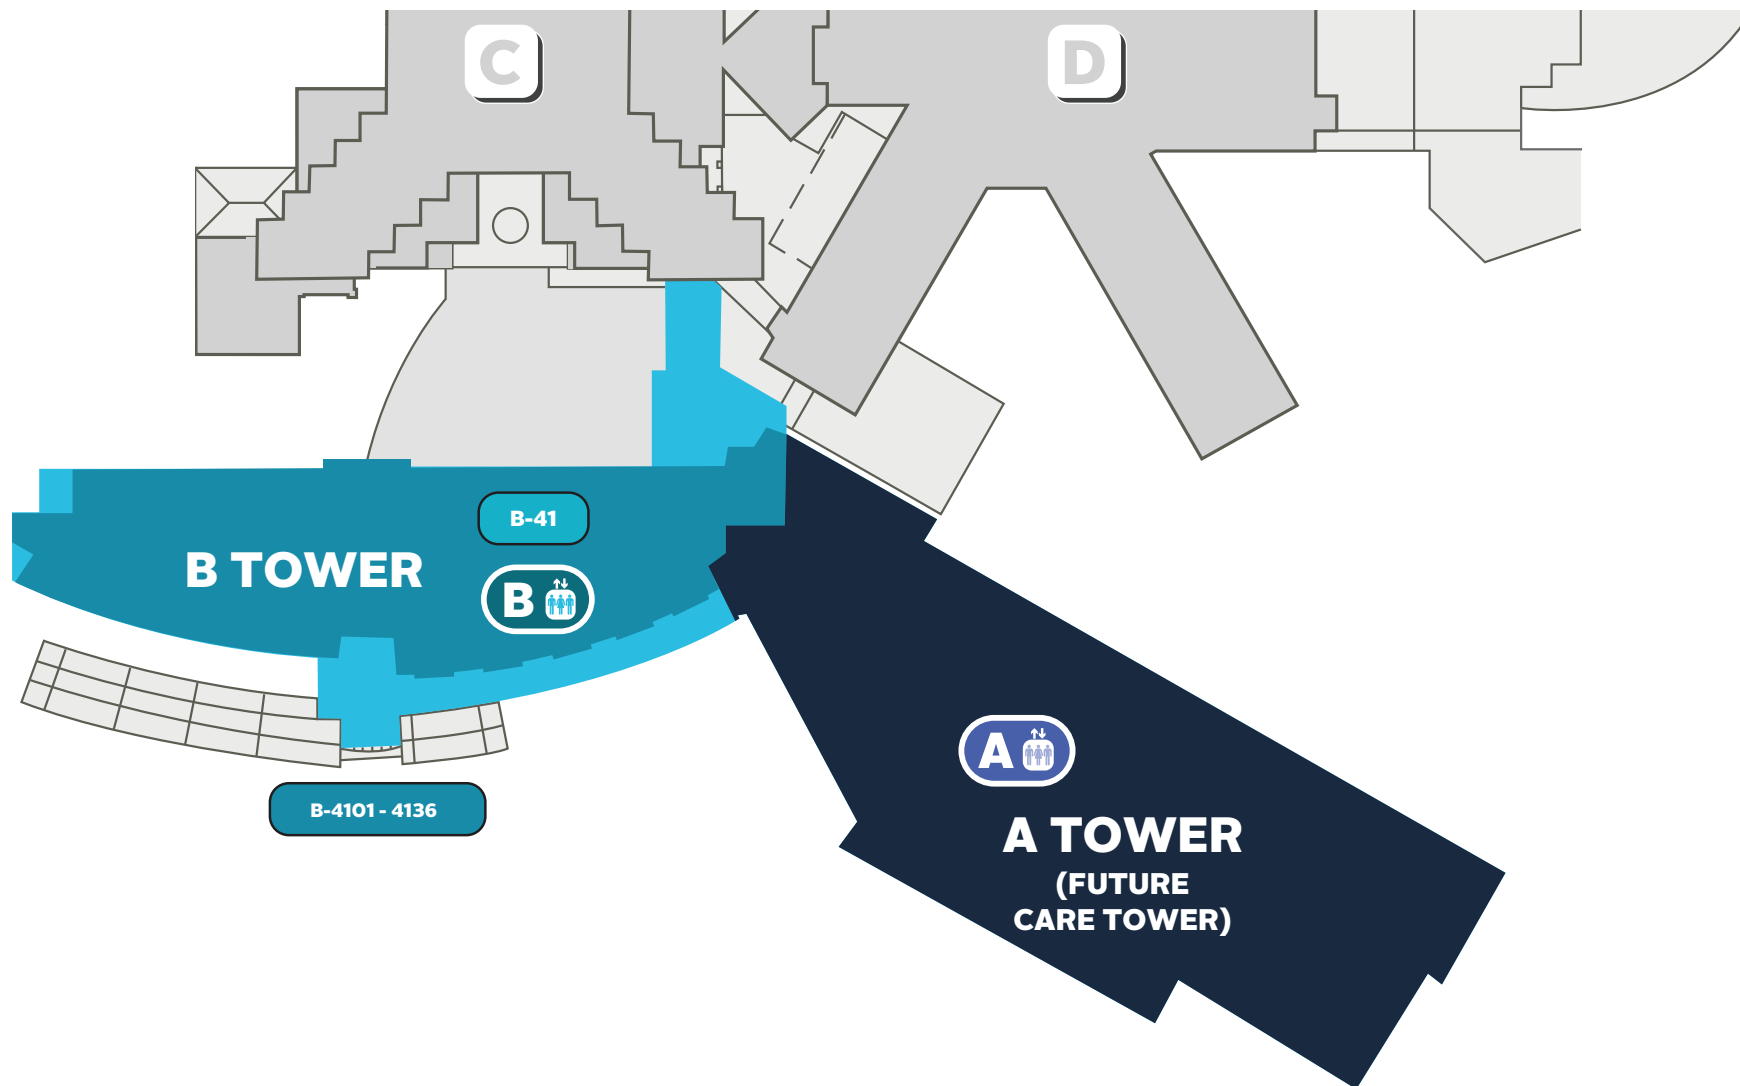 C
D
B-41
B TOWER
B
B-4101 - 4136
A
A TOWER
(FUTURE
CARE TOWER)